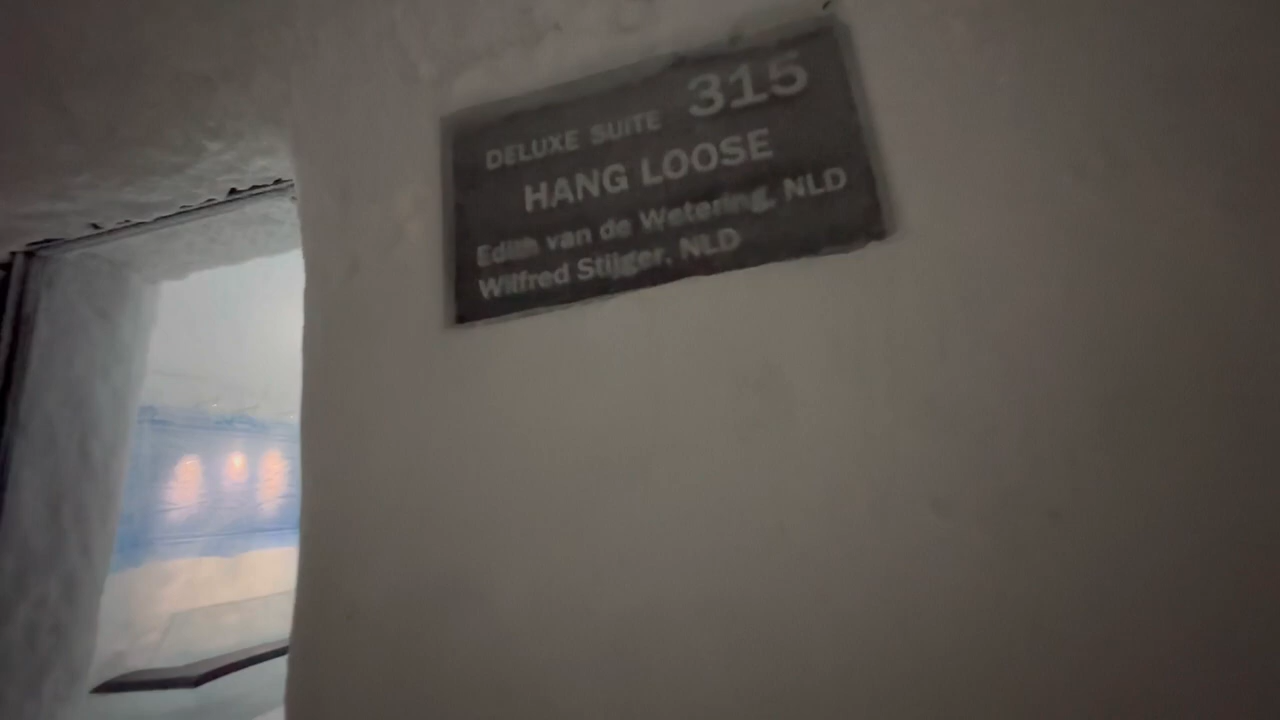 DELUXE SUITE 315
HANG LOOSE
Edith van de Wetering, NLD
Wilfred Stijger, NLD